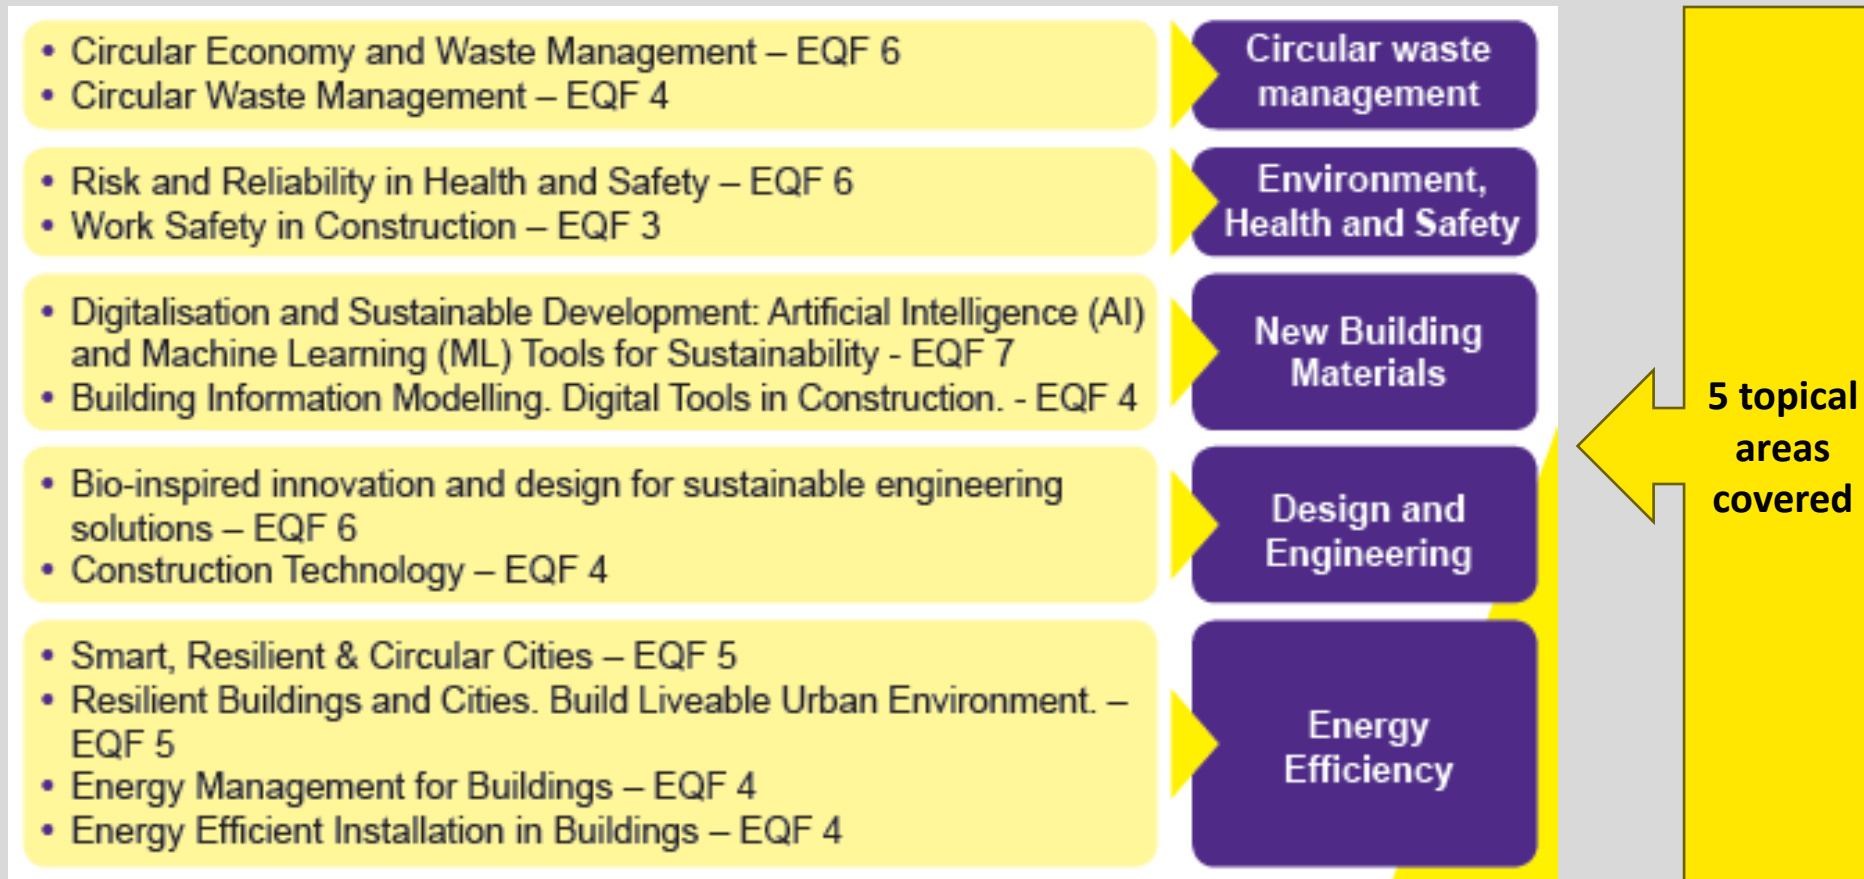 • Circular Economy and Waste Management – EQF 6
• Circular Waste Management – EQF 4
Circular waste
management
• Risk and Reliability in Health and Safety – EQF 6
• Work Safety in Construction – EQF 3
Environment,
Health and Safety
• Digitalisation and Sustainable Development: Artificial Intelligence (AI)
and Machine Learning (ML) Tools for Sustainability - EQF 7
• Building Information Modelling. Digital Tools in Construction. - EQF 4
New Building
Materials
• Bio-inspired innovation and design for sustainable engineering
solutions – EQF 6
• Construction Technology – EQF 4
Design and
Engineering
• Smart, Resilient & Circular Cities – EQF 5
• Resilient Buildings and Cities. Build Liveable Urban Environment. –
EQF 5
• Energy Management for Buildings – EQF 4
• Energy Efficient Installation in Buildings – EQF 4
Energy
Efficiency
5 topical
areas
covered